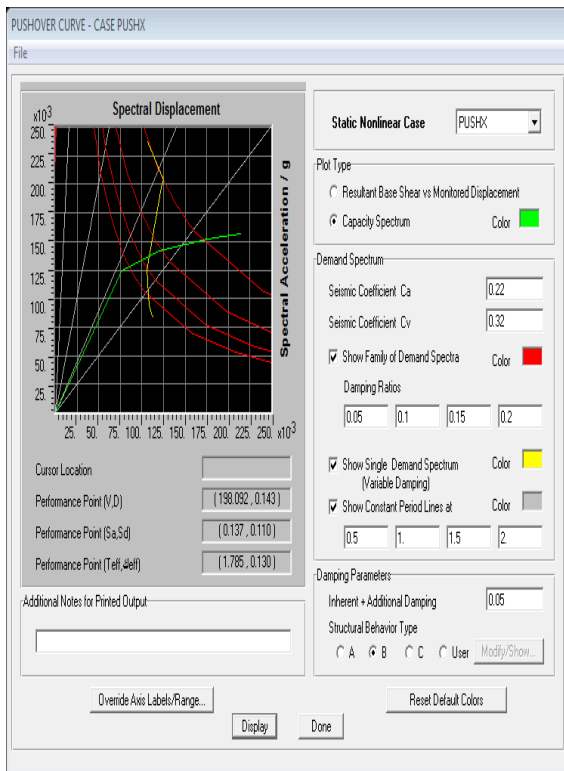 PUSHOVER CURVE - CASE PUSHX
File
x10³ Spectral Displacement
250.
225.
200.
175.
150.
125.
100.
75.
50.
25.
Spectral Acceleration / g
25. 50. 75. 100. 125. 150. 175. 200. 225. 250. x10³
Cursor Location
Performance Point (V,D) ( 198.092 , 0.143 )
Performance Point (Sa,Sd) ( 0.137 , 0.110 )
Performance Point (Teff,ظeff) ( 1.785 , 0.130 )
Additional Notes for Printed Output
Static Nonlinear Case PUSHX
Plot Type
Resultant Base Shear vs Monitored Displacement
Capacity Spectrum Color
Demand Spectrum
Seismic Coefficient Ca 0.22
Seismic Coefficient Cv 0.32
Show Family of Demand Spectra Color
Damping Ratios
0.05 0.1 0.15 0.2
Show Single Demand Spectrum Color
(Variable Damping)
Show Constant Period Lines at Color
0.5 1. 1.5 2.
Damping Parameters
Inherent + Additional Damping 0.05
Structural Behavior Type
A B C User Modify/Show...
Override Axis Labels/Range... Reset Default Colors
Display Done